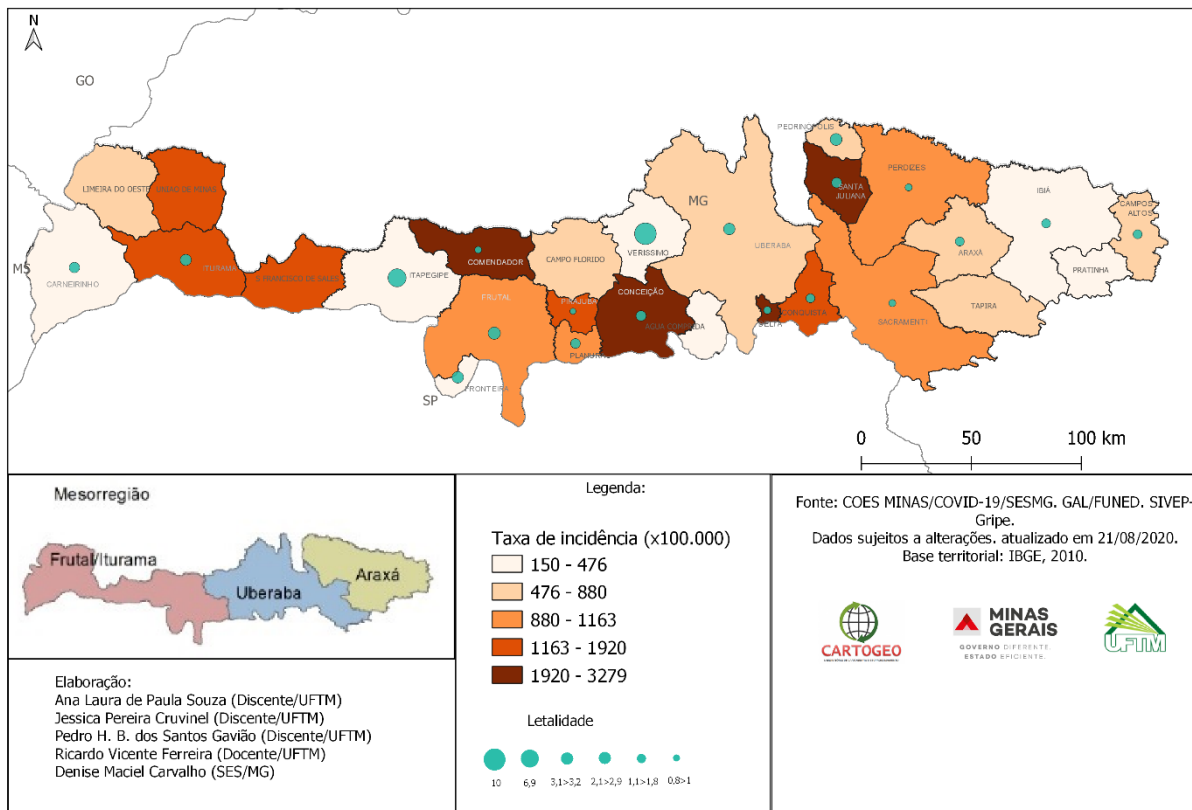 N
GO
PEDRINOPOLIS
LIMEIRA DO OESTE
UNIAO DE MINAS
PERDIZES
SANTA
JULIANA
IBIÁ
CAMPOS
ALTOS
MG
MS
CARNEIRINHO
ITURAMA
S FRANCISCO DE SALES
ITAPEGIPE
COMENDADOR
CAMPO FLORIDO
VERISSIMO
UBERABA
ARAXÁ
PRATINHA
FRUTAL
PIRAJUBA
CONCEIÇÃO
AGUA COMPRIDA
DELTA
CONQUISTA
SACRAMENTI
TAPIRA
PLANURA
SP
FRONTEIRA
0 50 100 km
Mesorregião
Frutal/Iturama
Uberaba
Araxá
Elaboração:
Ana Laura de Paula Souza (Discente/UFTM)
Jessica Pereira Cruvinel (Discente/UFTM)
Pedro H. B. dos Santos Gavião (Discente/UFTM)
Ricardo Vicente Ferreira (Docente/UFTM)
Denise Maciel Carvalho (SES/MG)
Legenda:
Taxa de incidência (x100.000)
150 - 476
476 - 880
880 - 1163
1163 - 1920
1920 - 3279
Letalidade
10 6,9 3,1>3,2 2,1>2,9 1,1>1,8 0,8>1
Fonte: COES MINAS/COVID-19/SESMG. GAL/FUNED. SIVEP-
Gripe.
Dados sujeitos a alterações. atualizado em 21/08/2020.
Base territorial: IBGE, 2010.
CARTOGEO
MINAS
GERAIS
GOVERNO DIFERENTE.
ESTADO EFICIENTE.
UFTM